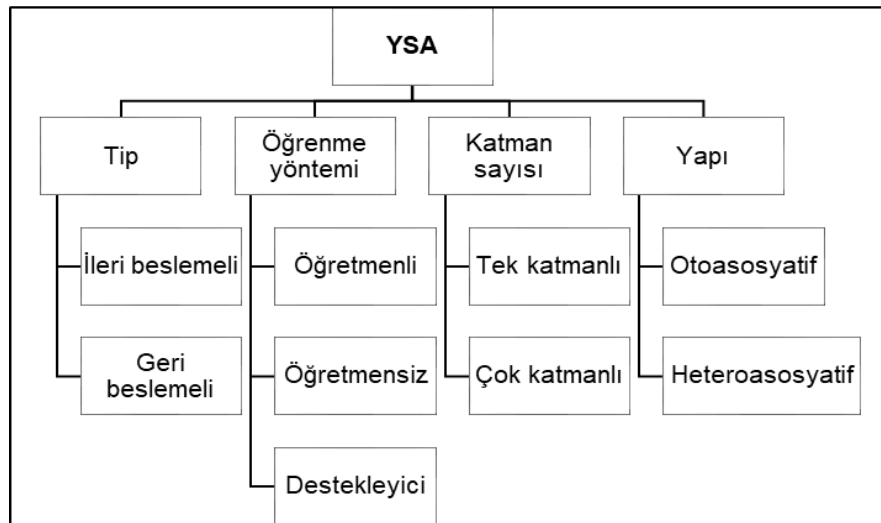 YSA
Tip
Öğrenme
yöntemi
Katman
sayısı
Yapı
İleri beslemeli
Öğretmenli
Tek katmanlı
Otoasosyatif
Geri
beslemeli
Öğretmensiz
Çok katmanlı
Heteroasosyatif
Destekleyici